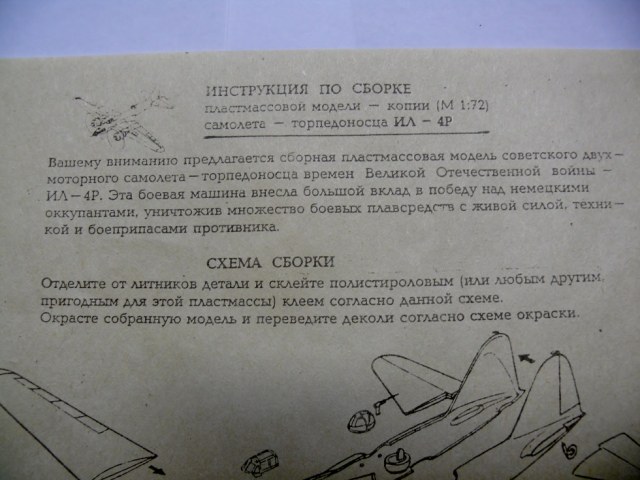 ИНСТРУКЦИЯ ПО СБОРКЕ
пластмассовой модели — копии (М 1:72)
самолета — торпедоносца ИЛ — 4Р
Вашему вниманию предлагается сборная пластмассовая модель советского двух—
моторного самолета—торпедоносца времен Великой Отечественной войны —
ИЛ—4Р. Эта боевая машина внесла большой вклад в победу над немецкими
оккупантами, уничтожив множество боевых плавсредств с живой силой, техни—
кой и боеприпасами противника.
СХЕМА СБОРКИ
Отделите от литников детали и склейте полистироловым (или любым другим,
пригодным для этой пластмассы) клеем согласно данной схеме.
Окрасте собранную модель и переведите деколи согласно схеме окраски.